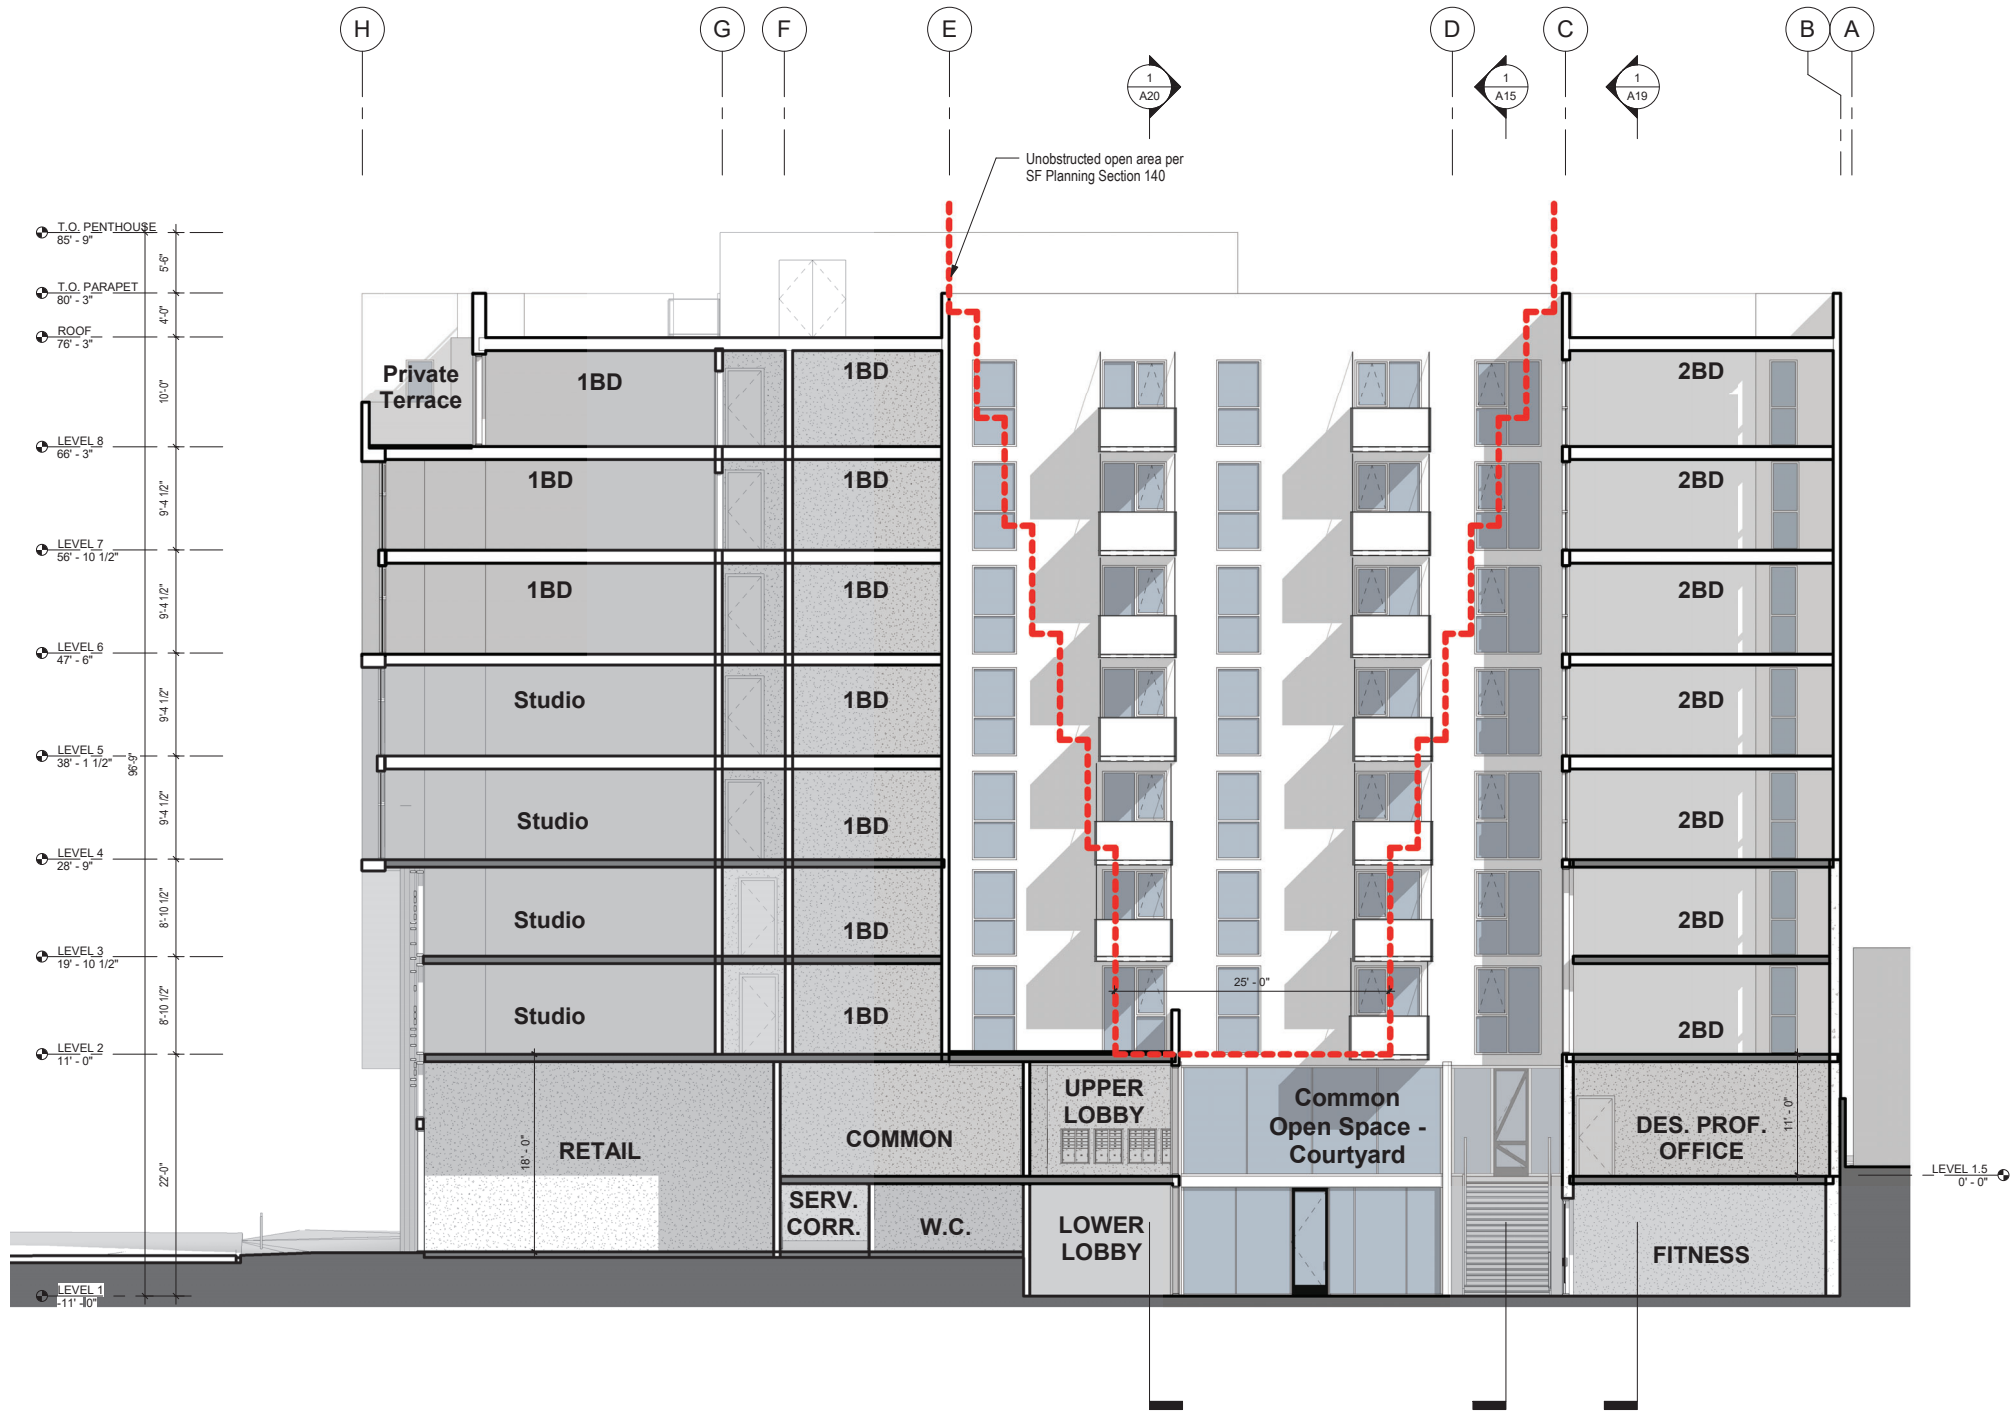 H
G
F
E
D
C
B
A
1
A20
1
A15
1
A19
Unobstructed open area per
SF Planning Section 140
T.O. PENTHOUSE
85' - 9"
5'-6"
T.O. PARAPET
80' - 3"
4'-0"
ROOF
76' - 3"
10'-0"
LEVEL 8
66' - 3"
9'-4 1/2"
LEVEL 7
56' - 10 1/2"
9'-4 1/2"
LEVEL 6
47' - 6"
9'-4 1/2"
LEVEL 5
38' - 1 1/2"
96'-9"
9'-4 1/2"
LEVEL 4
28' - 9"
8'-10 1/2"
LEVEL 3
19' - 10 1/2"
8'-10 1/2"
LEVEL 2
11' - 0"
22'-0"
LEVEL 1
-11' - 0"
Private
Terrace
1BD
1BD
2BD
1BD
1BD
2BD
1BD
1BD
2BD
Studio
1BD
2BD
Studio
1BD
2BD
Studio
1BD
2BD
25' - 0"
Studio
1BD
2BD
RETAIL
18' - 0"
COMMON
UPPER
LOBBY
Common
Open Space -
Courtyard
DES. PROF.
OFFICE
11' - 0"
LEVEL 1.5
0' - 0"
SERV.
CORR.
W.C.
LOWER
LOBBY
FITNESS